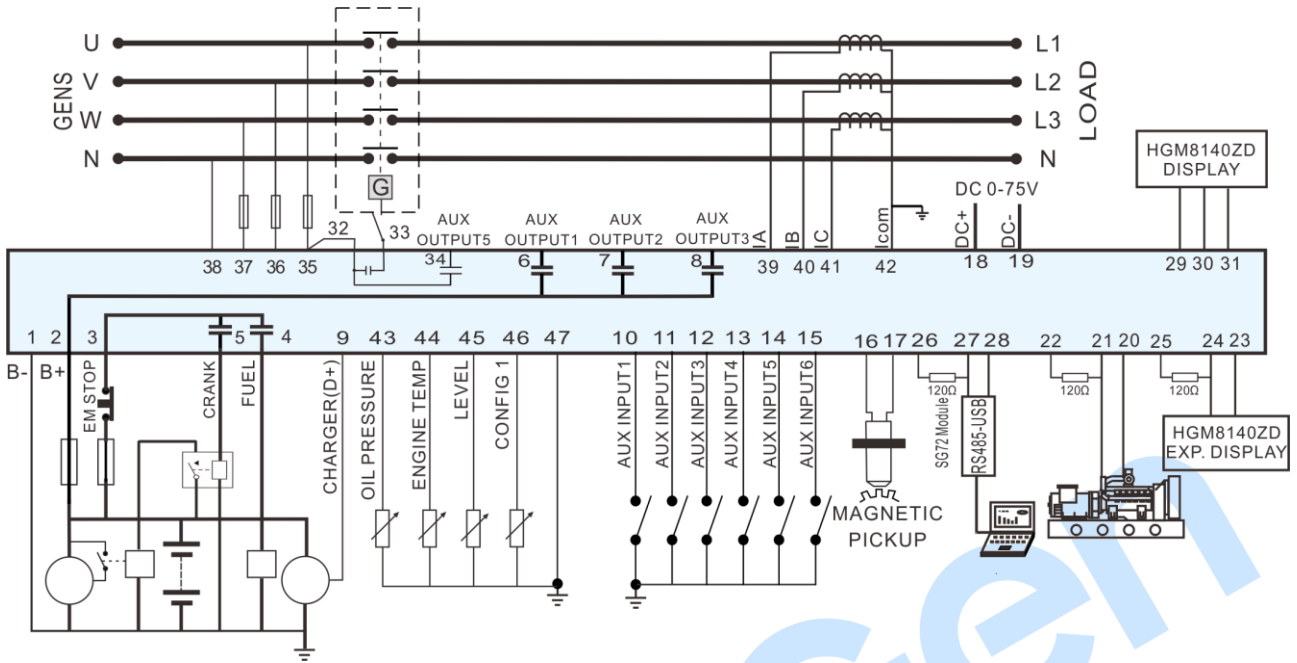 U
V
W
N
GENS
L1
L2
L3
N
LOAD
G
HGM8140ZD
DISPLAY
DC 0-75V
32
33
AUX
OUTPUT5
AUX
OUTPUT1
AUX
OUTPUT2
AUX
OUTPUT3
IA
IB
IC
Icom
DC+
DC-
38
37
36
35
34
6
7
8
39
40
41
42
18
19
29
30
31
1
2
3
5
4
9
43
44
45
46
47
10
11
12
13
14
15
16
17
26
27
28
22
21
20
25
24
23
B-
B+
EM STOP
CRANK
FUEL
CHARGER(D+)
OIL PRESSURE
ENGINE TEMP
LEVEL
CONFIG 1
AUX INPUT1
AUX INPUT2
AUX INPUT3
AUX INPUT4
AUX INPUT5
AUX INPUT6
120Ω
120Ω
120Ω
SG72 Module
RS485-USB
HGM8140ZD
EXP. DISPLAY
MAGNETIC
PICKUP
cen